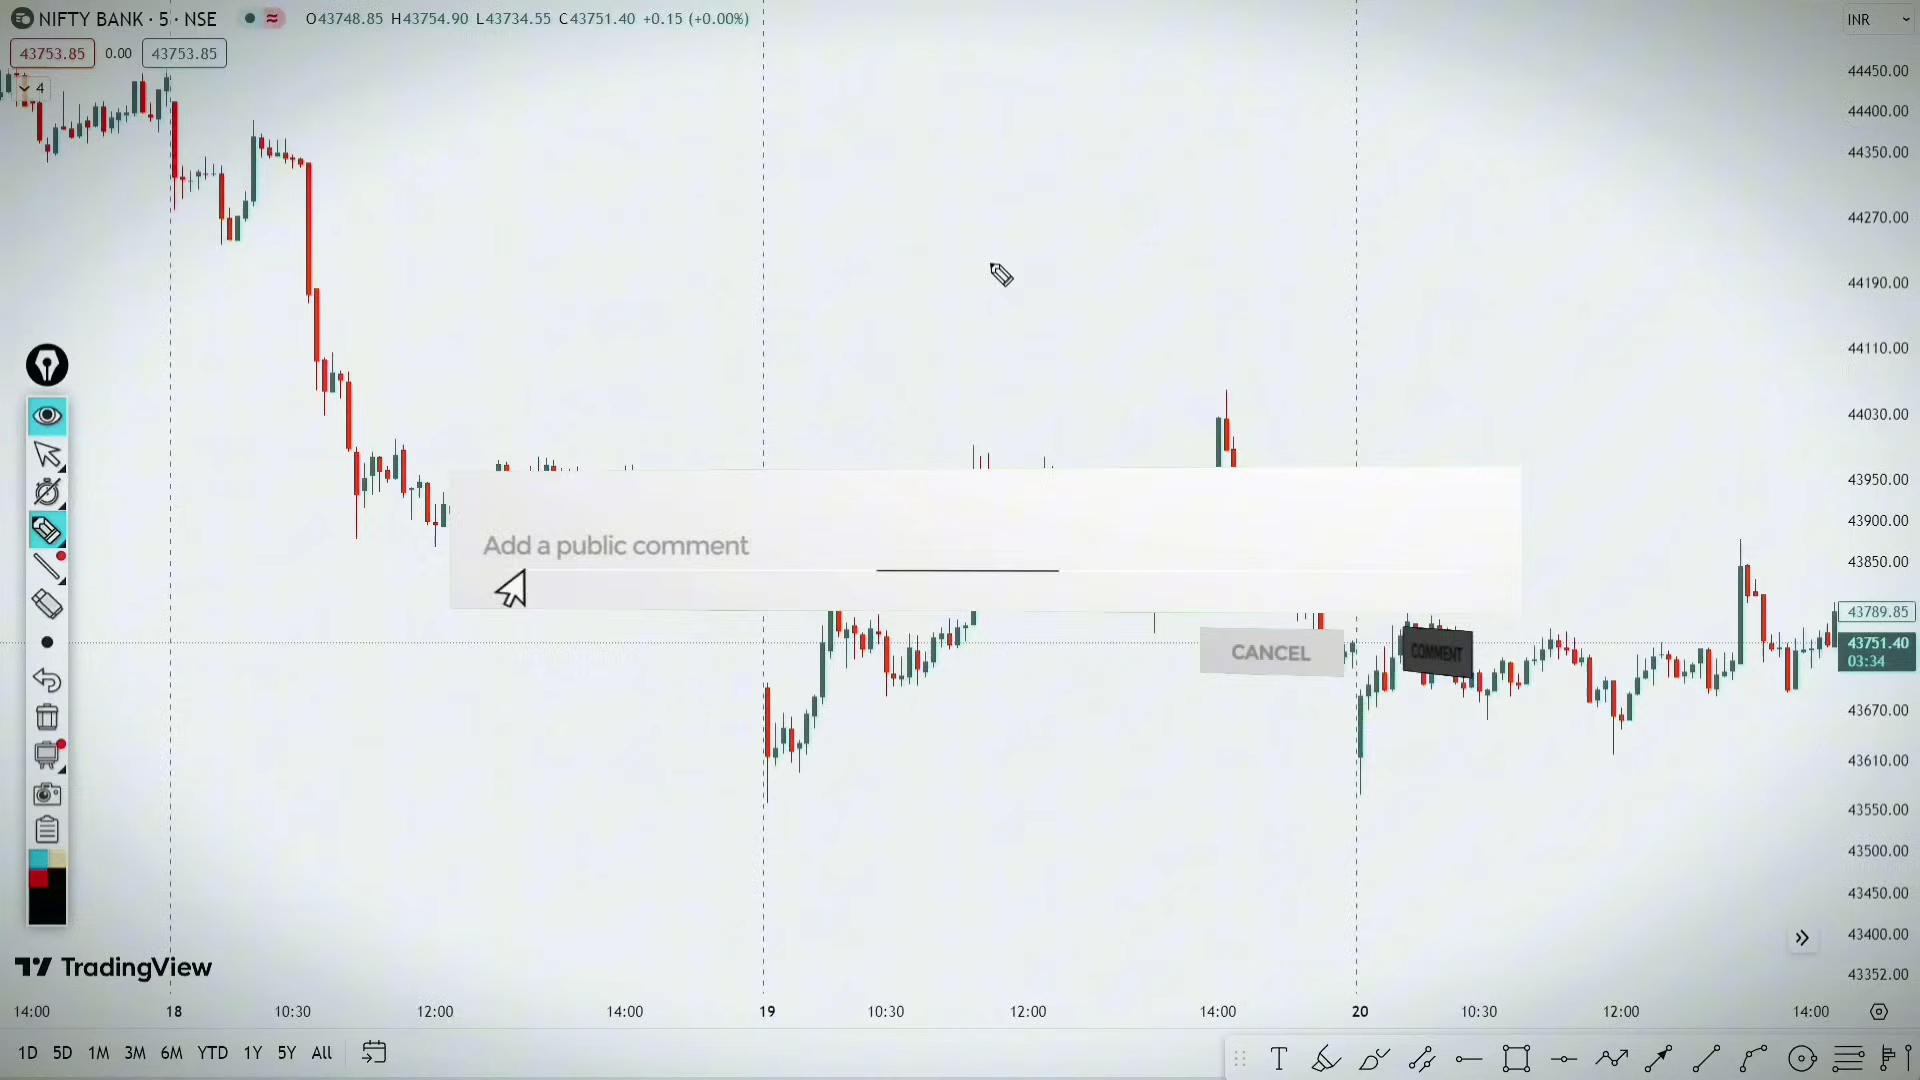 NIFTY BANK · 5 · NSE
O43748.85 H43754.90 L43734.55 C43751.40 +0.15 (+0.00%)
INR
43753.85 0.00 43753.85
4
44450.00
44400.00
44350.00
44270.00
44190.00
44110.00
44030.00
43950.00
43900.00
43850.00
43789.85
43751.40
03:34
43670.00
43610.00
43550.00
43500.00
43450.00
43400.00
43352.00
Add a public comment
CANCEL
COMMENT
TradingView
14:00 18 10:30 12:00 14:00 19 10:30 12:00 14:00 20 10:30 12:00 14:00
1D 5D 1M 3M 6M YTD 1Y 5Y All